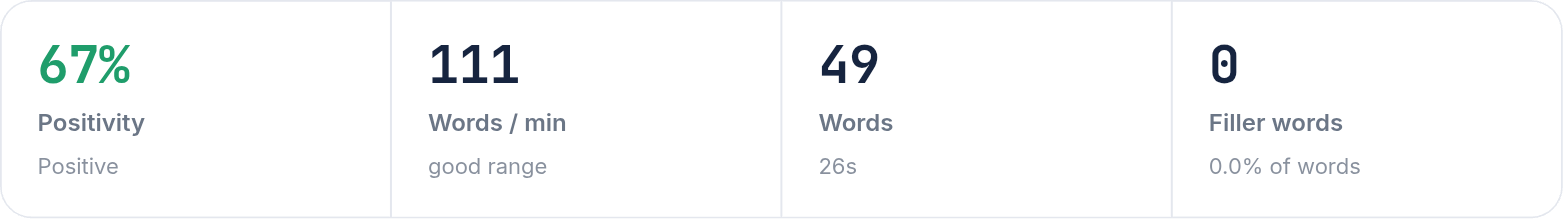 67%
Positivity
Positive
111
Words / min
good range
49
Words
26s
0
Filler words
0.0% of words